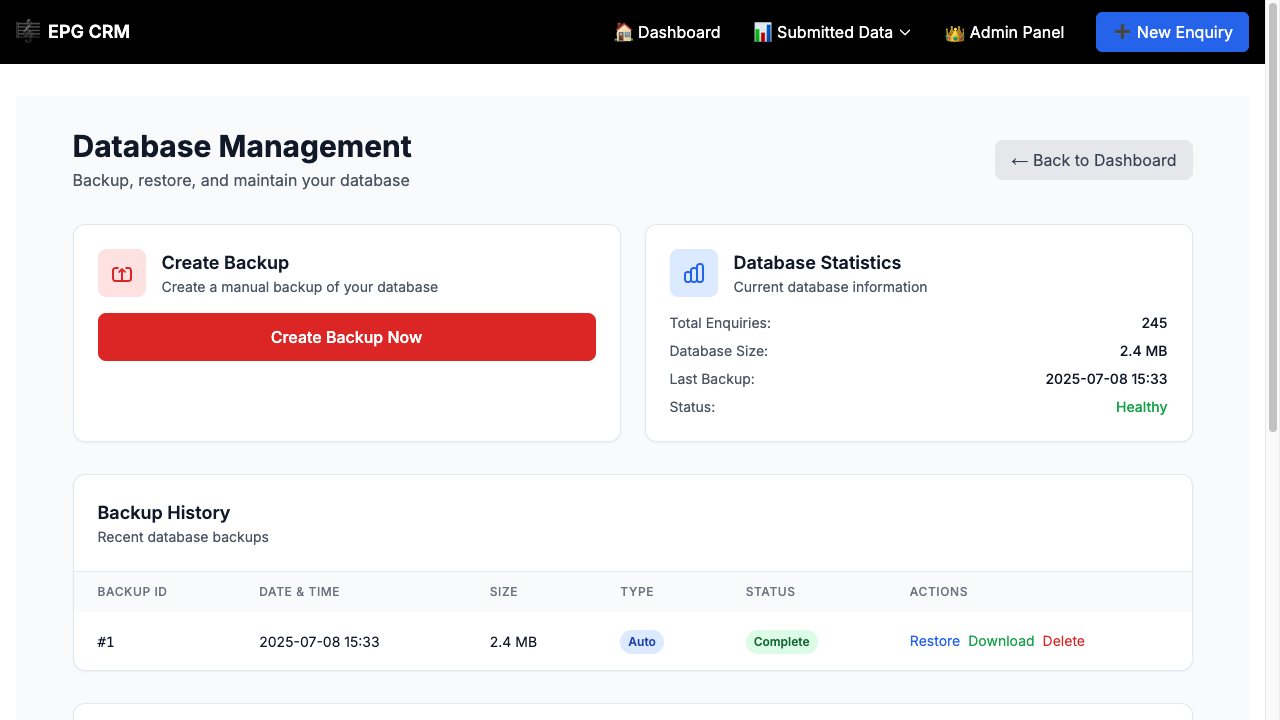 EPG CRM
🏠 Dashboard
📊 Submitted Data
👑 Admin Panel
➕ New Enquiry
Database Management
Backup, restore, and maintain your database
← Back to Dashboard
Create Backup
Create a manual backup of your database
Create Backup Now
Database Statistics
Current database information
Total Enquiries: 245
Database Size: 2.4 MB
Last Backup: 2025-07-08 15:33
Status: Healthy
Backup History
Recent database backups
BACKUP ID DATE & TIME SIZE TYPE STATUS ACTIONS
#1 2025-07-08 15:33 2.4 MB Auto Complete Restore Download Delete